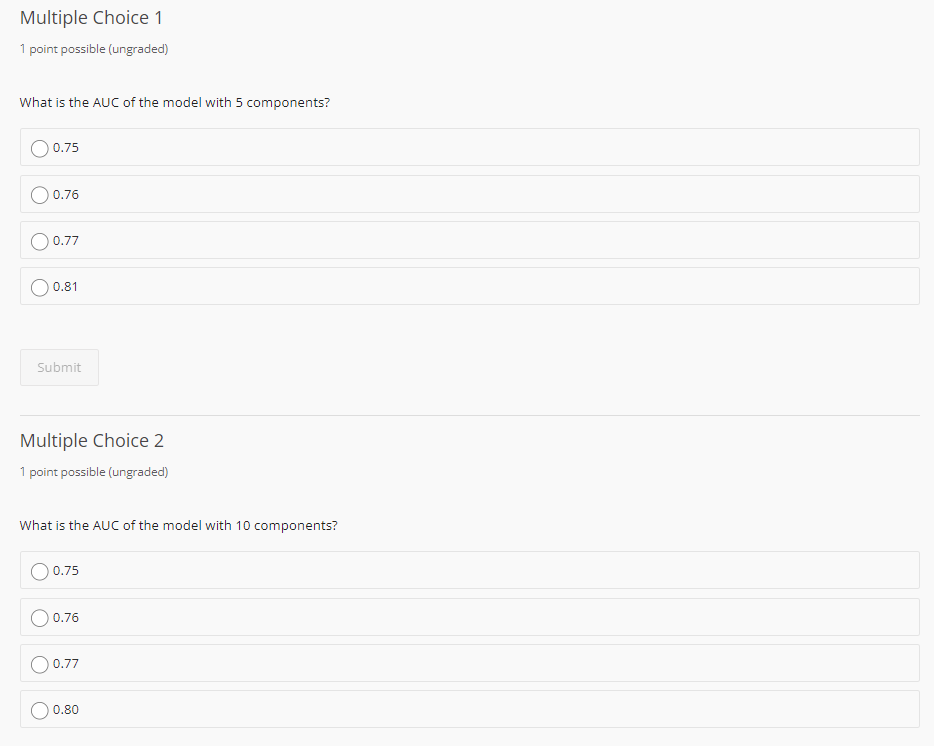 Multiple Choice 1
1 point possible (ungraded)
What is the AUC of the model with 5 components?
0.75
0.76
0.77
0.81
Submit
Multiple Choice 2
1 point possible (ungraded)
What is the AUC of the model with 10 components?
0.75
0.76
0.77
0.80